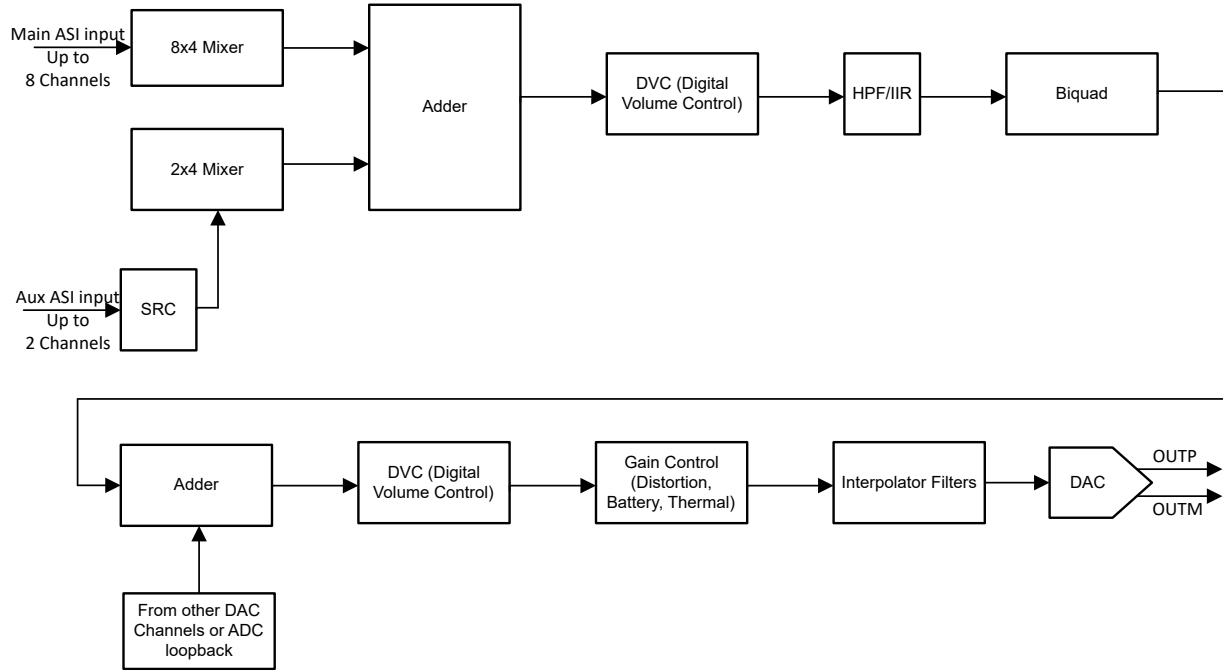 Main ASI input
Up to
8 Channels
8x4 Mixer
2x4 Mixer
Adder
DVC (Digital
Volume Control)
HPF/IIR
Biquad
Aux ASI input
Up to
2 Channels
SRC
Adder
DVC (Digital
Volume Control)
Gain Control
(Distortion,
Battery, Thermal)
Interpolator Filters
DAC
OUTP
OUTM
From other DAC
Channels or ADC
loopback